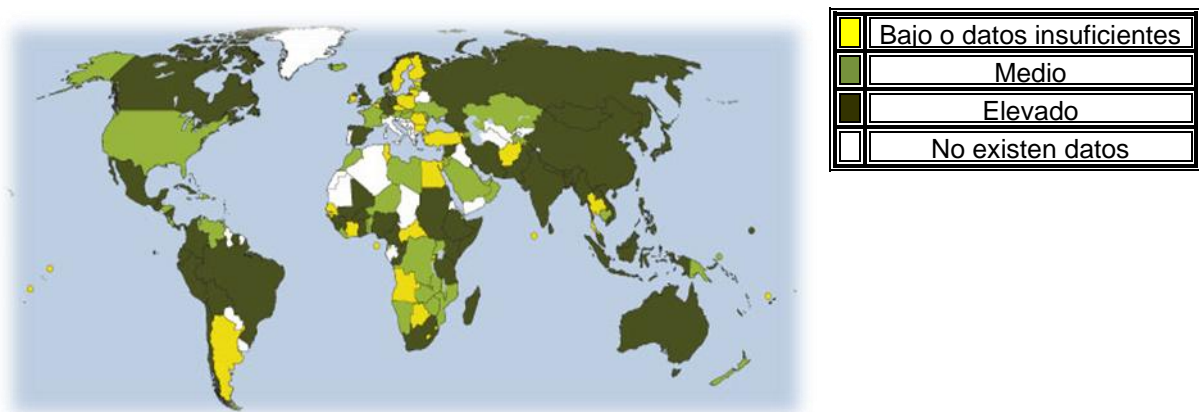 Bajo o datos insuficientes
Medio
Elevado
No existen datos